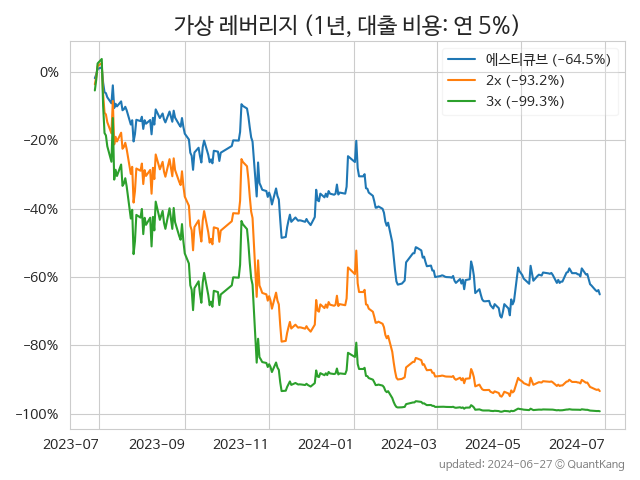 가상 레버리지 (1년, 대출 비용: 연 5%)
에스티큐브 (−64.5%)
2x (−93.2%)
3x (−99.3%)
0%
−20%
−40%
−60%
−80%
−100%
2023-07 2023-09 2023-11 2024-01 2024-03 2024-05 2024-07
updated: 2024-06-27 © QuantKang